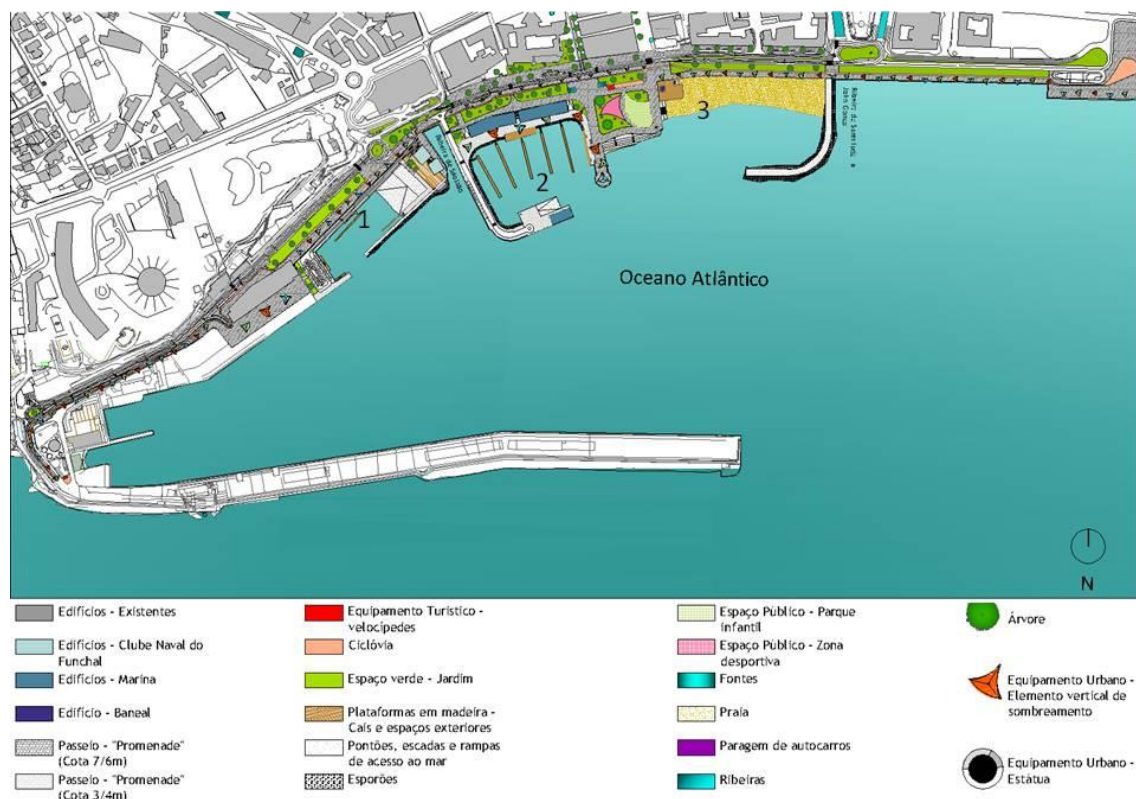 3
2
1
Oceano Atlântico
N
Edifícios - Existentes
Edifícios - Clube Naval do
Funchal
Edifícios - Marina
Edifício - Baneal
Passeio - "Promenade"
(Cota 7/6m)
Passeio - "Promenade"
(Cota 3/4m)
Equipamento Turístico -
velocípedes
Ciclóvia
Espaço verde - Jardim
Plataformas em madeira -
Cais e espaços exteriores
Pontões, escadas e rampas
de acesso ao mar
Esporões
Espaço Público - Parque
infantil
Espaço Público - Zona
desportiva
Fontes
Praia
Paragem de autocarros
Ribeiras
Árvore
Equipamento Urbano -
Elemento vertical de
sombreamento
Equipamento Urbano -
Estátua